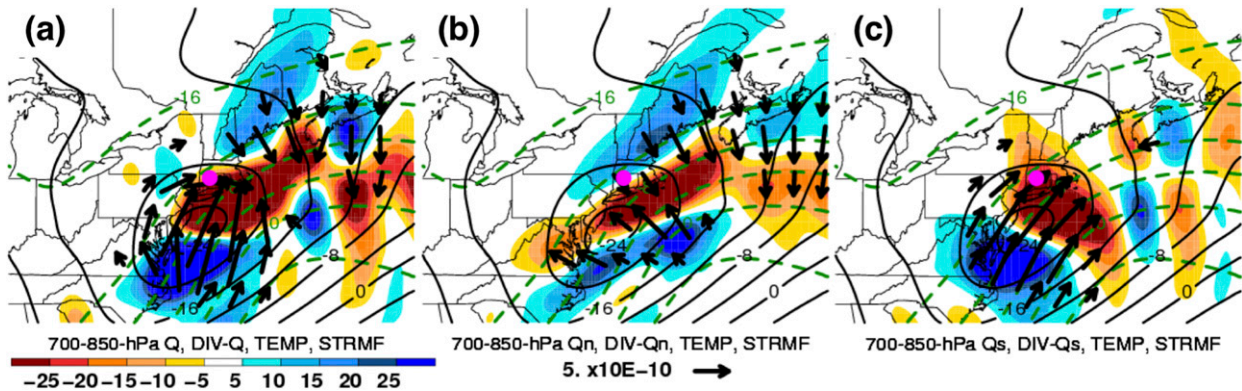 (a) (b) (c)
16 16 16
0
-24 -24 -24
-8 -8 -8
0 0 0
-16 -16 -16
700-850-hPa Q, DIV-Q, TEMP, STRMF
700-850-hPa Qn, DIV-Qn, TEMP, STRMF
700-850-hPa Qs, DIV-Qs, TEMP, STRMF
-25 -20 -15 -10 -5 5 10 15 20 25
5. x10E-10